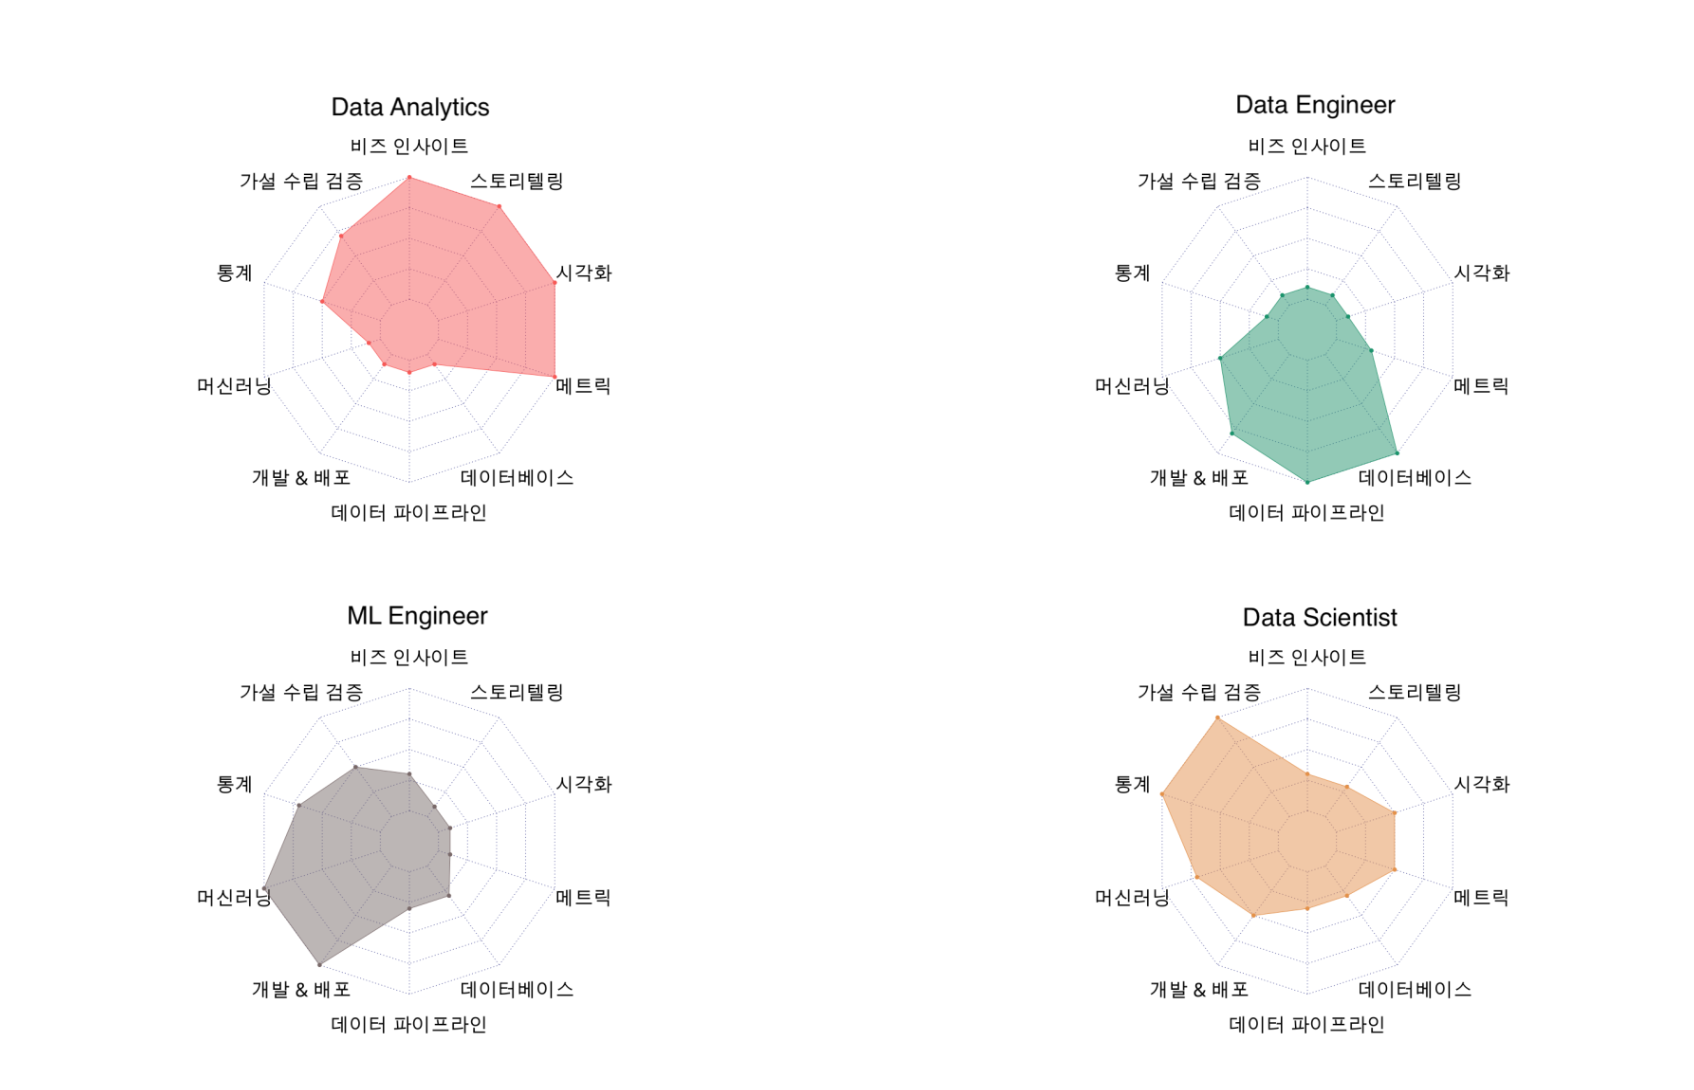 Data Analytics
비즈 인사이트
가설 수립 검증
스토리텔링
통계
시각화
머신러닝
메트릭
개발 & 배포
데이터베이스
데이터 파이프라인
Data Engineer
비즈 인사이트
가설 수립 검증
스토리텔링
통계
시각화
머신러닝
메트릭
개발 & 배포
데이터베이스
데이터 파이프라인
ML Engineer
비즈 인사이트
가설 수립 검증
스토리텔링
통계
시각화
머신러닝
메트릭
개발 & 배포
데이터베이스
데이터 파이프라인
Data Scientist
비즈 인사이트
가설 수립 검증
스토리텔링
통계
시각화
머신러닝
메트릭
개발 & 배포
데이터베이스
데이터 파이프라인